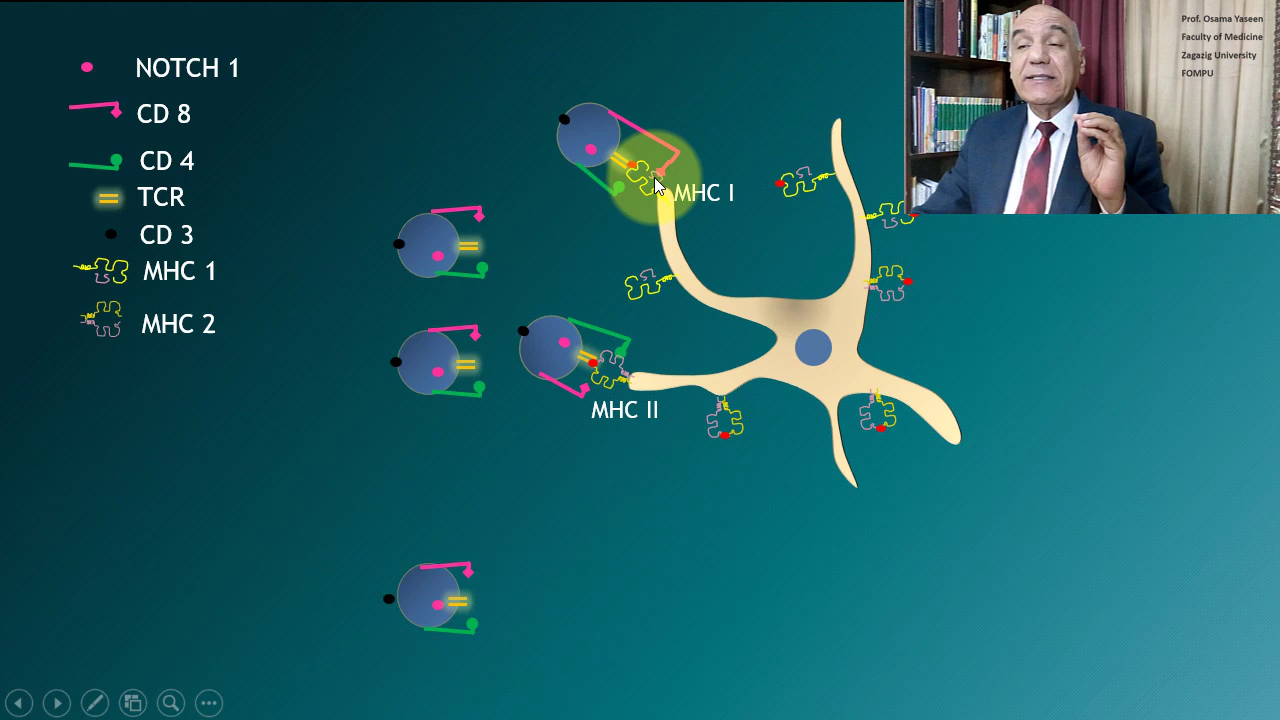 NOTCH 1
CD 8
CD 4
TCR
CD 3
MHC 1
MHC 2
MHC I
MHC II
Prof. Osama Yaseen
Faculty of Medicine
Zagazig University
FOMPU